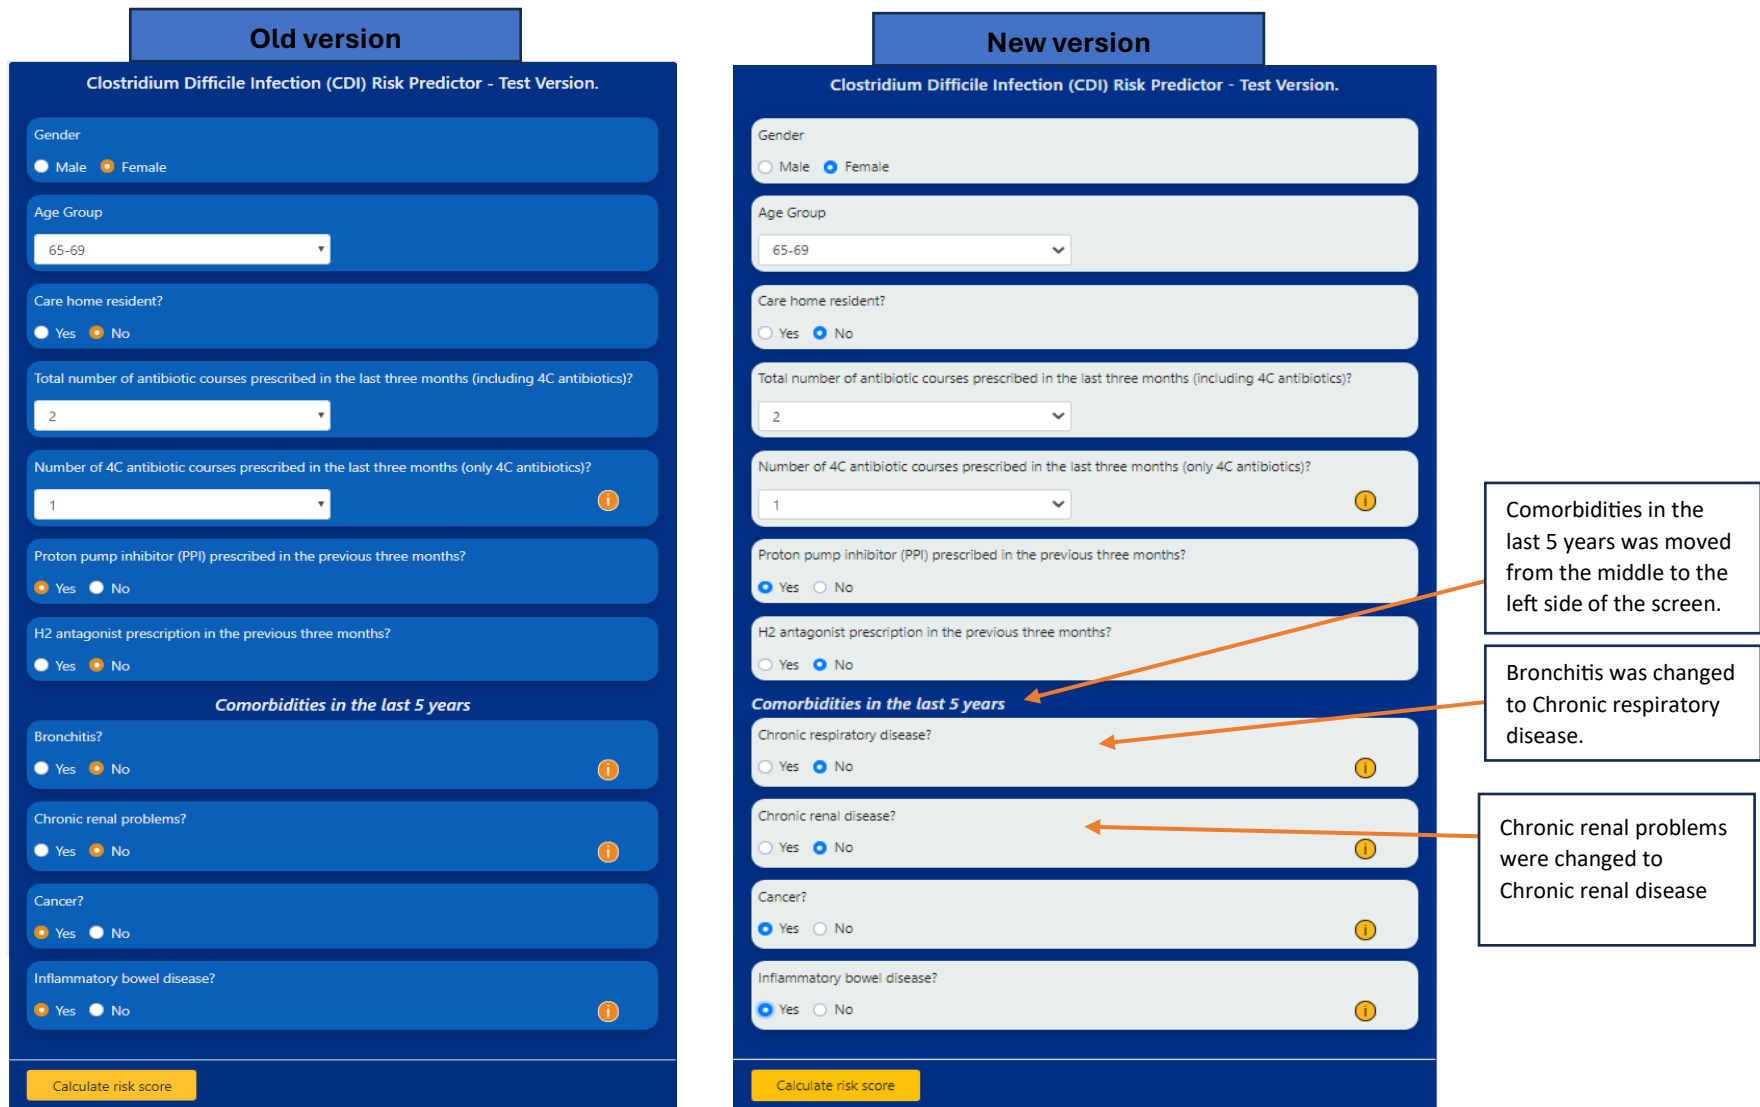 Old version
Clostridium Difficile Infection (CDI) Risk Predictor - Test Version.
Gender
Male Female
Age Group
65-69
Care home resident?
Yes No
Total number of antibiotic courses prescribed in the last three months (including 4C antibiotics)?
2
Number of 4C antibiotic courses prescribed in the last three months (only 4C antibiotics)?
1
i
Proton pump inhibitor (PPI) prescribed in the previous three months?
Yes No
H2 antagonist prescription in the previous three months?
Yes No
Comorbidities in the last 5 years
Bronchitis?
Yes No
i
Chronic renal problems?
Yes No
i
Cancer?
Yes No
Inflammatory bowel disease?
Yes No
i
Calculate risk score
New version
Clostridium Difficile Infection (CDI) Risk Predictor - Test Version.
Gender
Male Female
Age Group
65-69
Care home resident?
Yes No
Total number of antibiotic courses prescribed in the last three months (including 4C antibiotics)?
2
Number of 4C antibiotic courses prescribed in the last three months (only 4C antibiotics)?
1
i
Proton pump inhibitor (PPI) prescribed in the previous three months?
Yes No
H2 antagonist prescription in the previous three months?
Yes No
Comorbidities in the last 5 years
Chronic respiratory disease?
Yes No
i
Chronic renal disease?
Yes No
i
Cancer?
Yes No
i
Inflammatory bowel disease?
Yes No
i
Calculate risk score
Comorbidities in the
last 5 years was moved
from the middle to the
left side of the screen.
Bronchitis was changed
to Chronic respiratory
disease.
Chronic renal problems
were changed to
Chronic renal disease